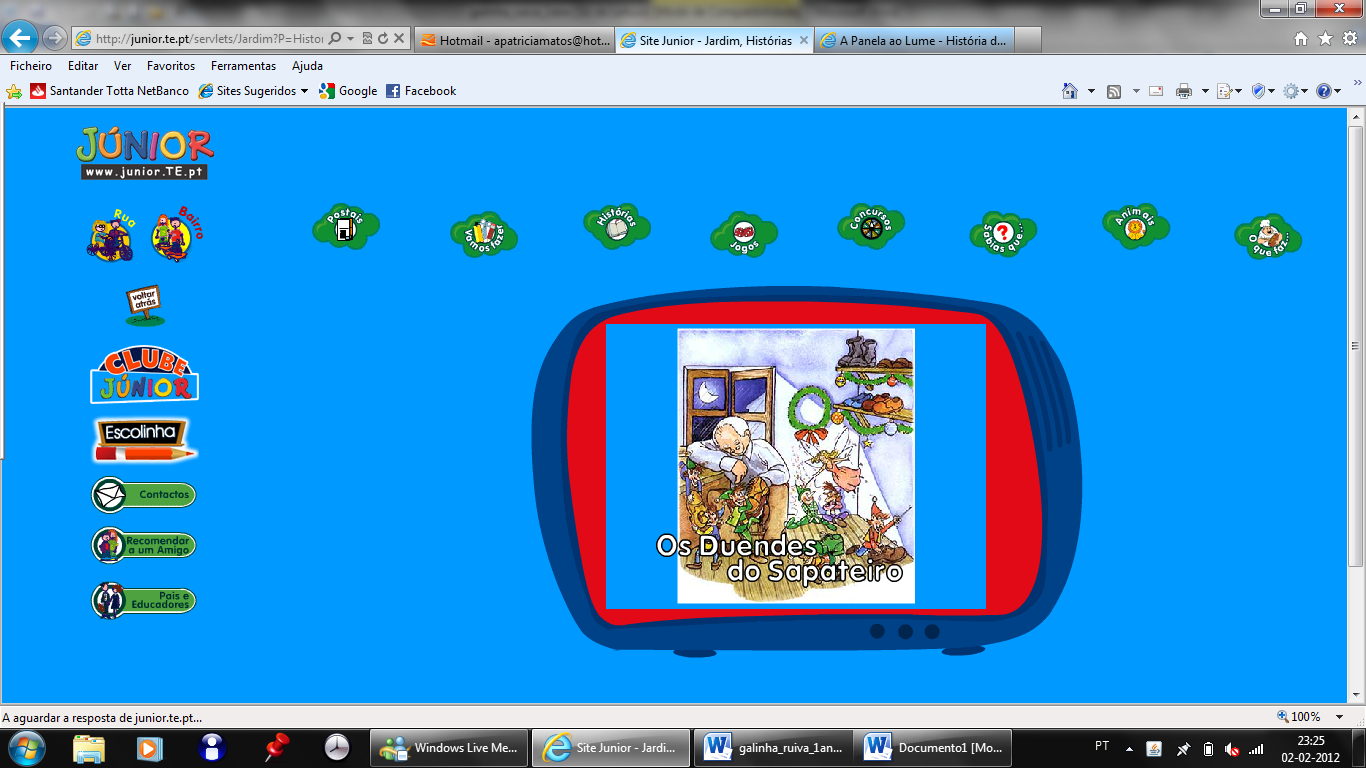 http://junior.te.pt/servlets/Jardim?P=Histor
Hotmail - apatriciamatos@hot...
Site Junior - Jardim, Histórias
A Panela ao Lume - História d...
Ficheiro Editar Ver Favoritos Ferramentas Ajuda
Santander Totta NetBanco Sites Sugeridos Google Facebook
JÚNIOR
www.junior.TE.pt
Rua Bairro
Postais
Vamos fazer
Histórias
Jogos
Concursos
Sabias que...
Animais
O que faz...
voltar
atrás
CLUBE
JÚNIOR
Escolinha
Contactos
Recomendar
a um Amigo
Pais e
Educadores
Os Duendes
do Sapateiro
A aguardar a resposta de junior.te.pt...
100%
Windows Live Me...
Site Junior - Jardi...
galinha_ruiva_1an...
Documento1 [Mo...
PT
23:25
02-02-2012